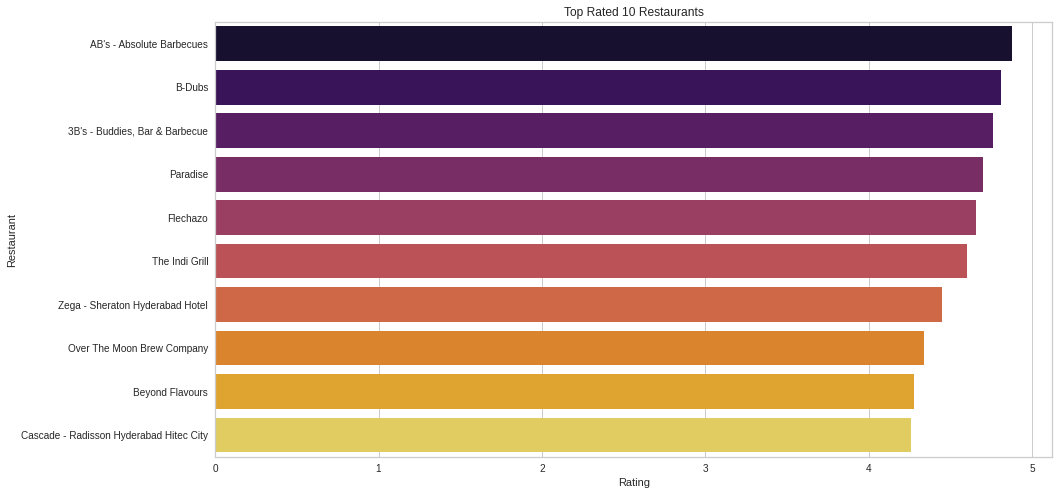 Top Rated 10 Restaurants
Restaurant
AB's - Absolute Barbecues
B-Dubs
3B's - Buddies, Bar & Barbecue
Paradise
Flechazo
The Indi Grill
Zega - Sheraton Hyderabad Hotel
Over The Moon Brew Company
Beyond Flavours
Cascade - Radisson Hyderabad Hitec City
0 1 2 3 4 5
Rating